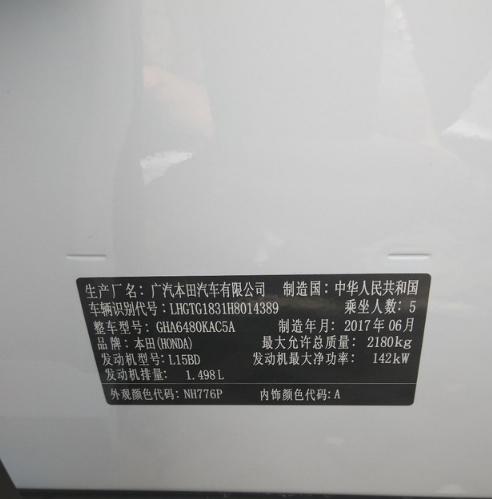 生产厂名: 广汽本田汽车有限公司 制造国: 中华人民共和国
车辆识别代号: LHGTG1831H8014389 乘坐人数: 5
整车型号: GHA6480KAC5A 制造年月: 2017年06月
品牌: 本田(HONDA) 最大允许总质量: 2180kg
发动机型号: L15BD 发动机最大净功率: 142kW
发动机排量: 1.498L
外观颜色代码: NH776P 内饰颜色代码: A